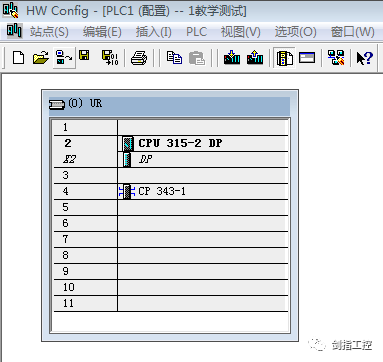 HW Config - [PLC1 (配置) -- 1教学测试]
站点(S) 编辑(E) 插入(I) PLC 视图(V) 选项(O) 窗口(W)
(0) UR
1
2 CPU 315-2 DP
X2 DP
3
4 CP 343-1
5
6
7
8
9
10
11
剑指工控